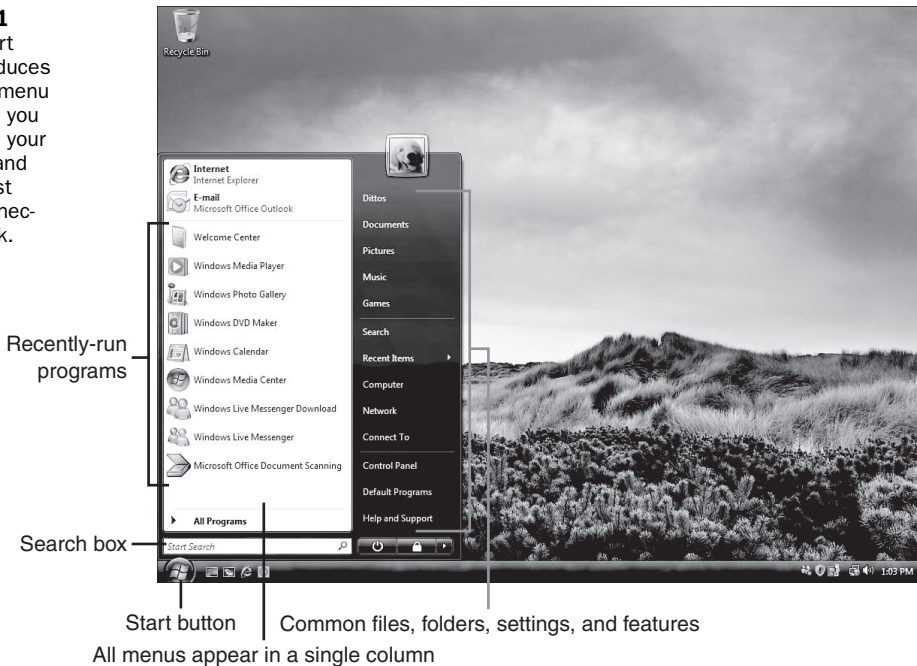 1
rt
duces
menu
you
your
and
st
nec-
k.
Recycle Bin
Internet
Internet Explorer
E-mail
Microsoft Office Outlook
Welcome Center
Windows Media Player
Windows Photo Gallery
Windows DVD Maker
Windows Calendar
Windows Media Center
Windows Live Messenger Download
Windows Live Messenger
Microsoft Office Document Scanning
All Programs
Start Search
Dittos
Documents
Pictures
Music
Games
Search
Recent Items
Computer
Network
Connect To
Control Panel
Default Programs
Help and Support
1:03 PM
Recently-run
programs
Search box
Start button
Common files, folders, settings, and features
All menus appear in a single column